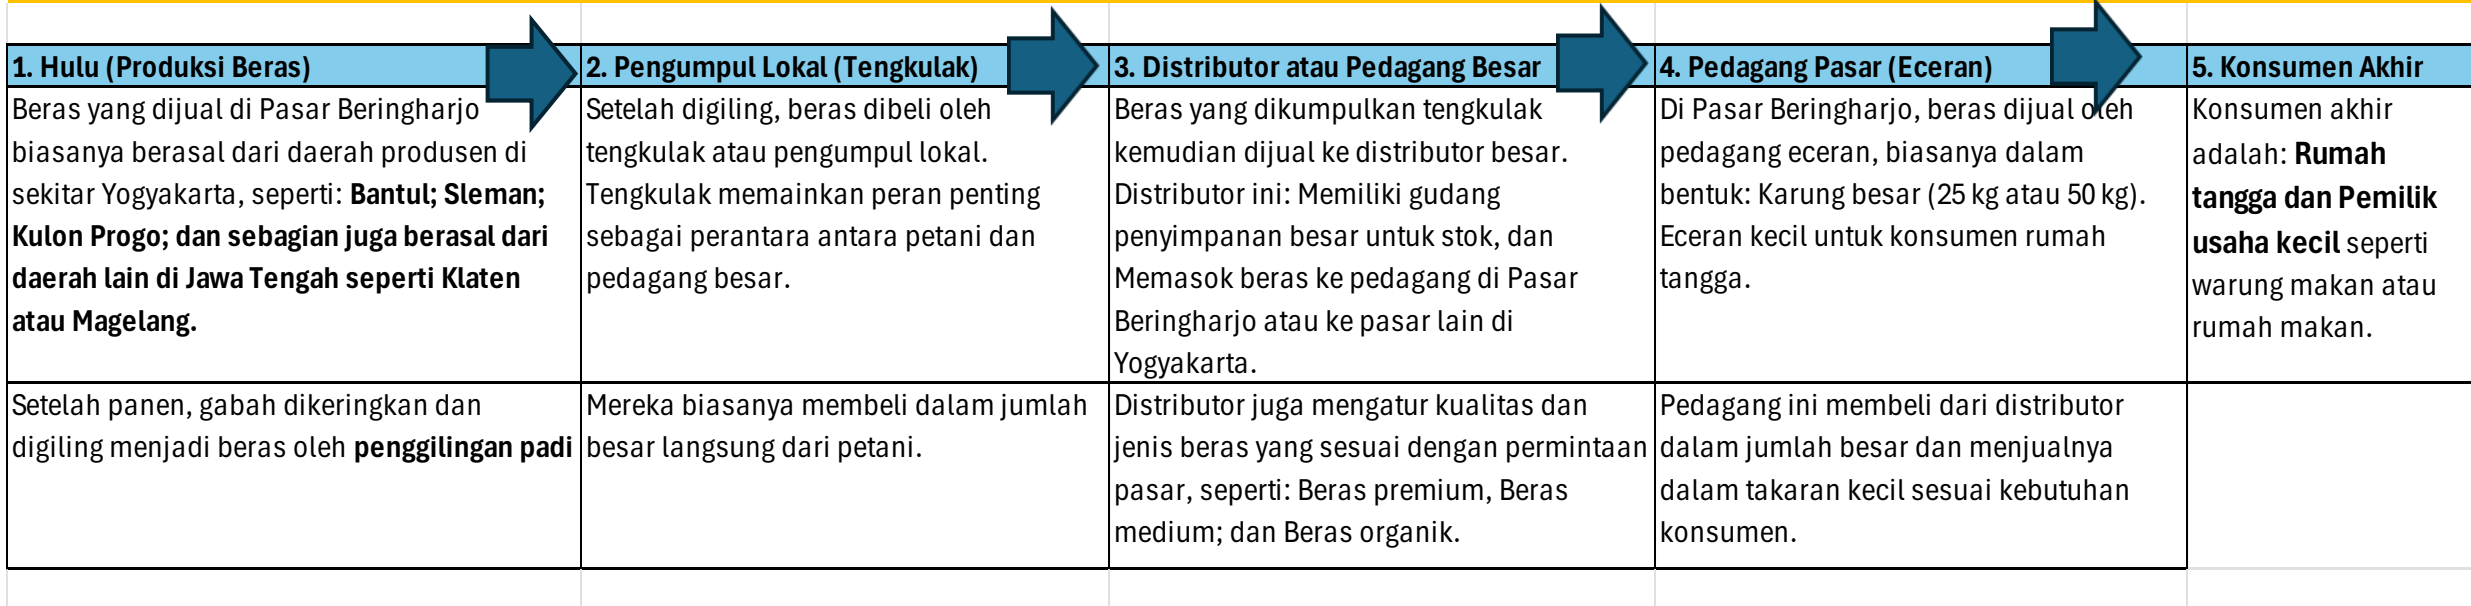 1. Hulu (Produksi Beras)
2. Pengumpul Lokal (Tengkulak)
3. Distributor atau Pedagang Besar
4. Pedagang Pasar (Eceran)
5. Konsumen Akhir
Beras yang dijual di Pasar Beringharjo
biasanya berasal dari daerah produsen di
sekitar Yogyakarta, seperti: Bantul; Sleman;
Kulon Progo; dan sebagian juga berasal dari
daerah lain di Jawa Tengah seperti Klaten
atau Magelang.
Setelah digiling, beras dibeli oleh
tengkulak atau pengumpul lokal.
Tengkulak memainkan peran penting
sebagai perantara antara petani dan
pedagang besar.
Beras yang dikumpulkan tengkulak
kemudian dijual ke distributor besar.
Distributor ini: Memiliki gudang
penyimpanan besar untuk stok, dan
Memasok beras ke pedagang di Pasar
Beringharjo atau ke pasar lain di
Yogyakarta.
Di Pasar Beringharjo, beras dijual oleh
pedagang eceran, biasanya dalam
bentuk: Karung besar (25 kg atau 50 kg).
Eceran kecil untuk konsumen rumah
tangga.
Konsumen akhir
adalah: Rumah
tangga dan Pemilik
usaha kecil seperti
warung makan atau
rumah makan.
Setelah panen, gabah dikeringkan dan
digiling menjadi beras oleh penggilingan padi
Mereka biasanya membeli dalam jumlah
besar langsung dari petani.
Distributor juga mengatur kualitas dan
jenis beras yang sesuai dengan permintaan
pasar, seperti: Beras premium, Beras
medium; dan Beras organik.
Pedagang ini membeli dari distributor
dalam jumlah besar dan menjualnya
dalam takaran kecil sesuai kebutuhan
konsumen.